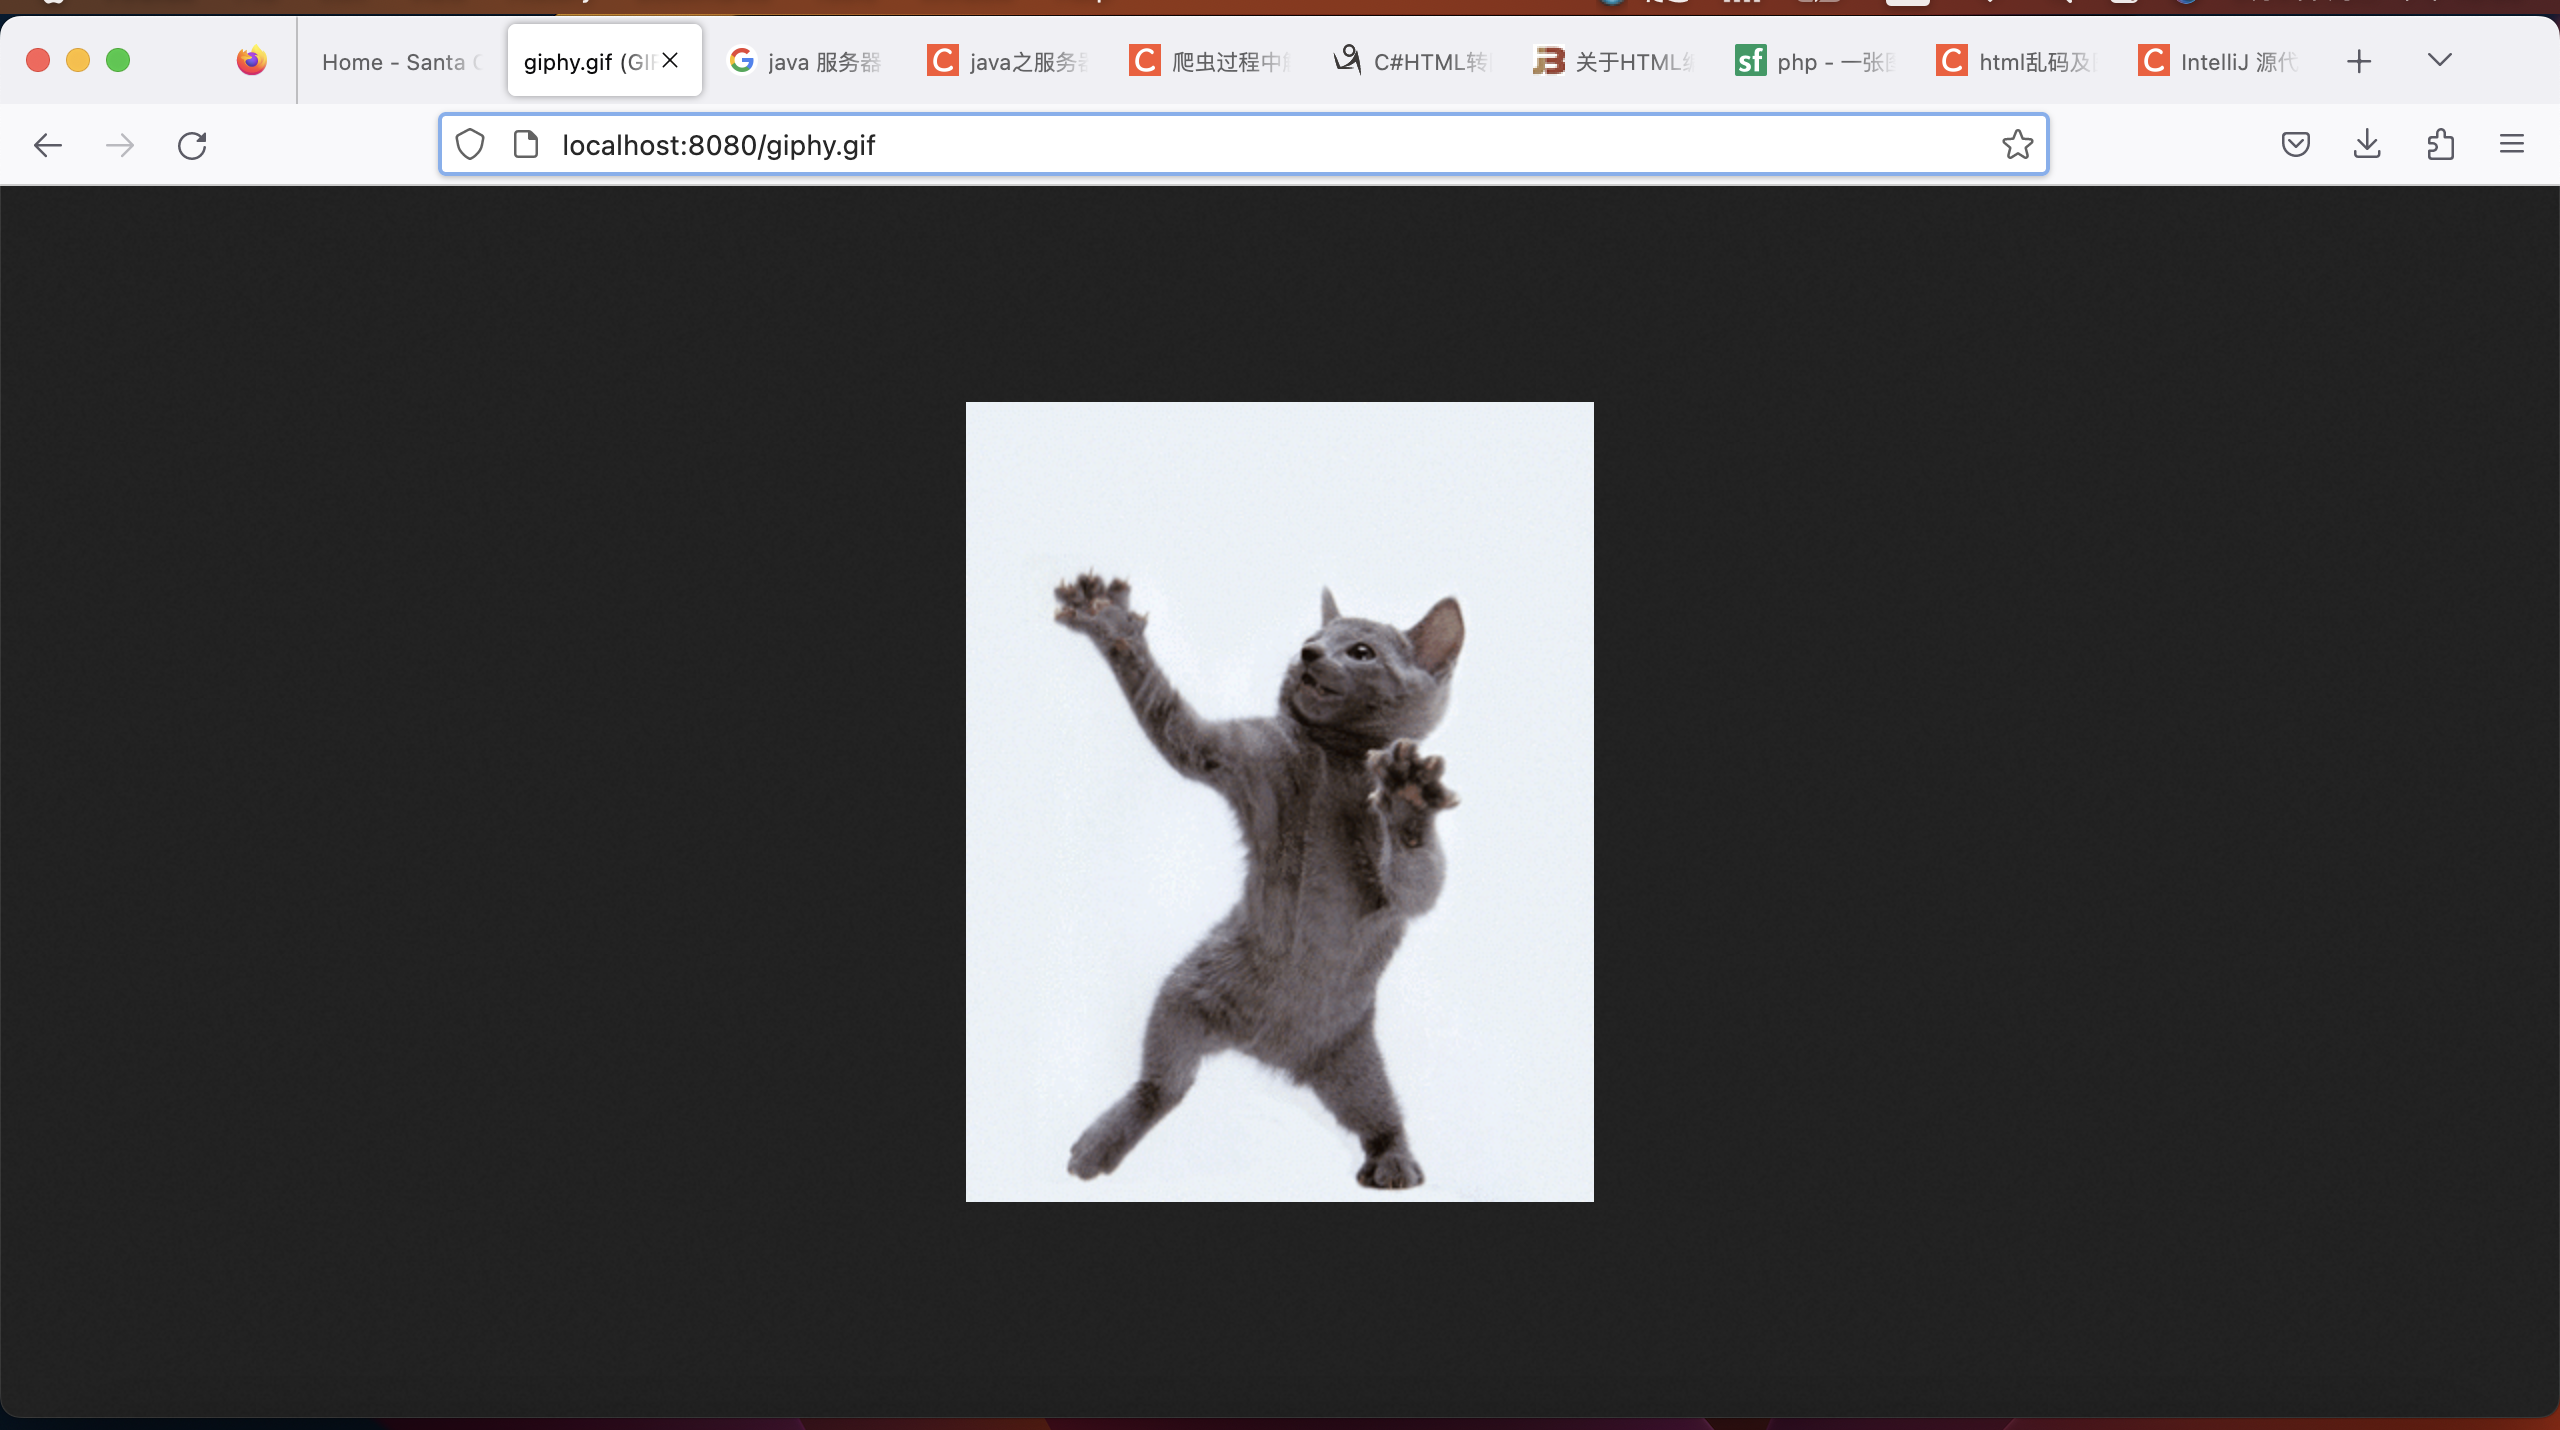 Home - Santa
giphy.gif (GIF
java 服务器
java之服务器
爬虫过程中
C#HTML转
关于HTML
php - 一张
html乱码及
IntelliJ 源代
localhost:8080/giphy.gif